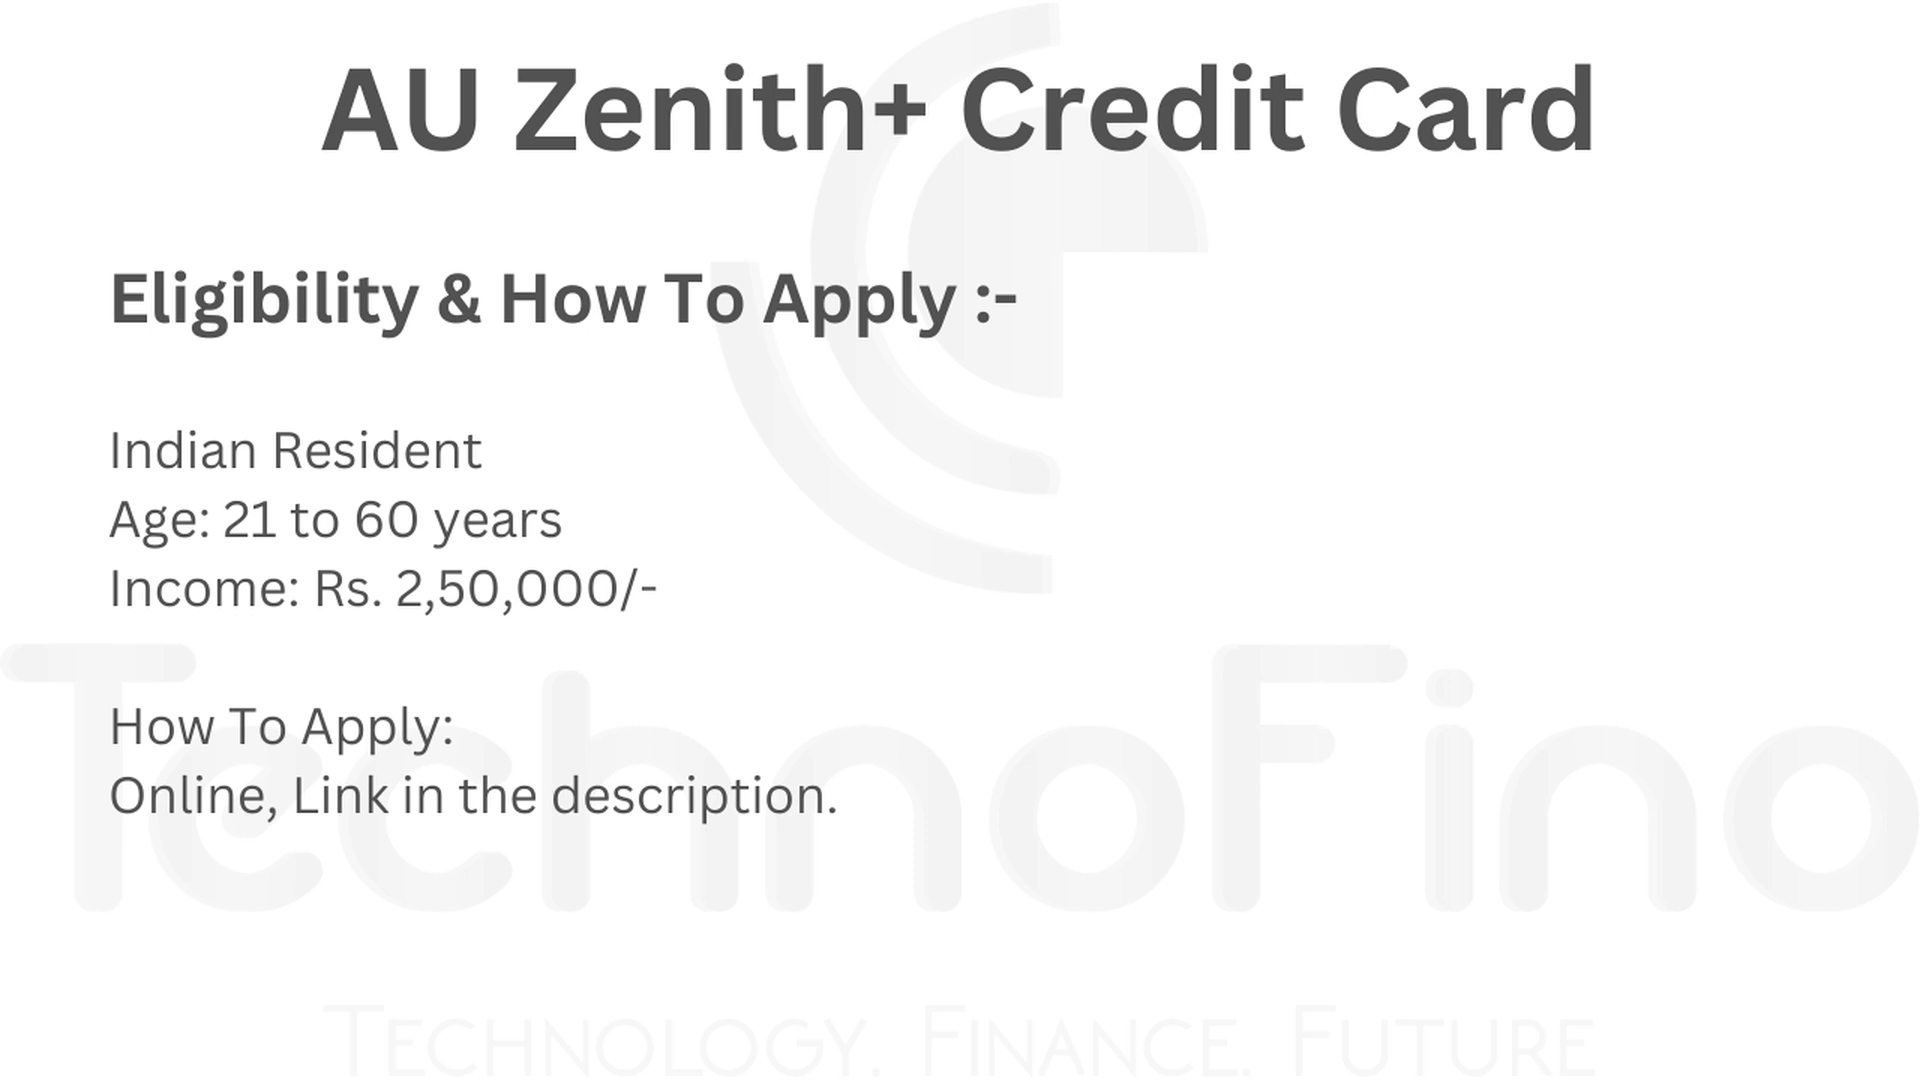 AU Zenith+ Credit Card
Eligibility & How To Apply :-
Indian Resident
Age: 21 to 60 years
Income: Rs. 2,50,000/-
How To Apply:
Online, Link in the description.
TechnoFino
TECHNOLOGY. FINANCE. FUTURE